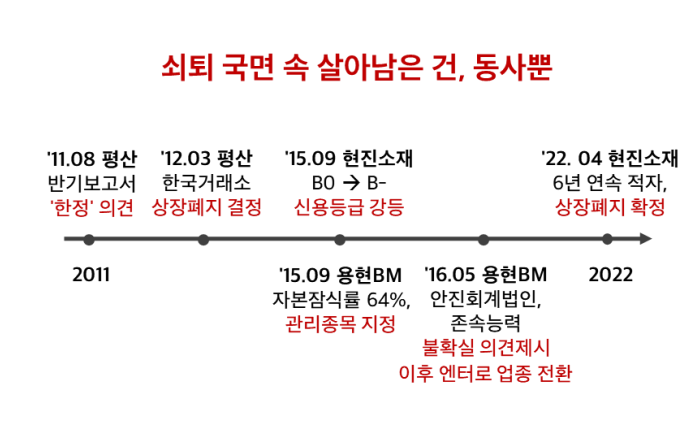 쇠퇴 국면 속 살아남은 건, 동사뿐
'11.08 평산
반기보고서
'한정' 의견
'12.03 평산
한국거래소
상장폐지 결정
'15.09 현진소재
B0 → B-
신용등급 강등
'22. 04 현진소재
6년 연속 적자,
상장폐지 확정
2011
'15.09 용현BM
자본잠식률 64%,
관리종목 지정
'16.05 용현BM
안진회계법인,
존속능력
불확실 의견제시
이후 엔터로 업종 전환
2022